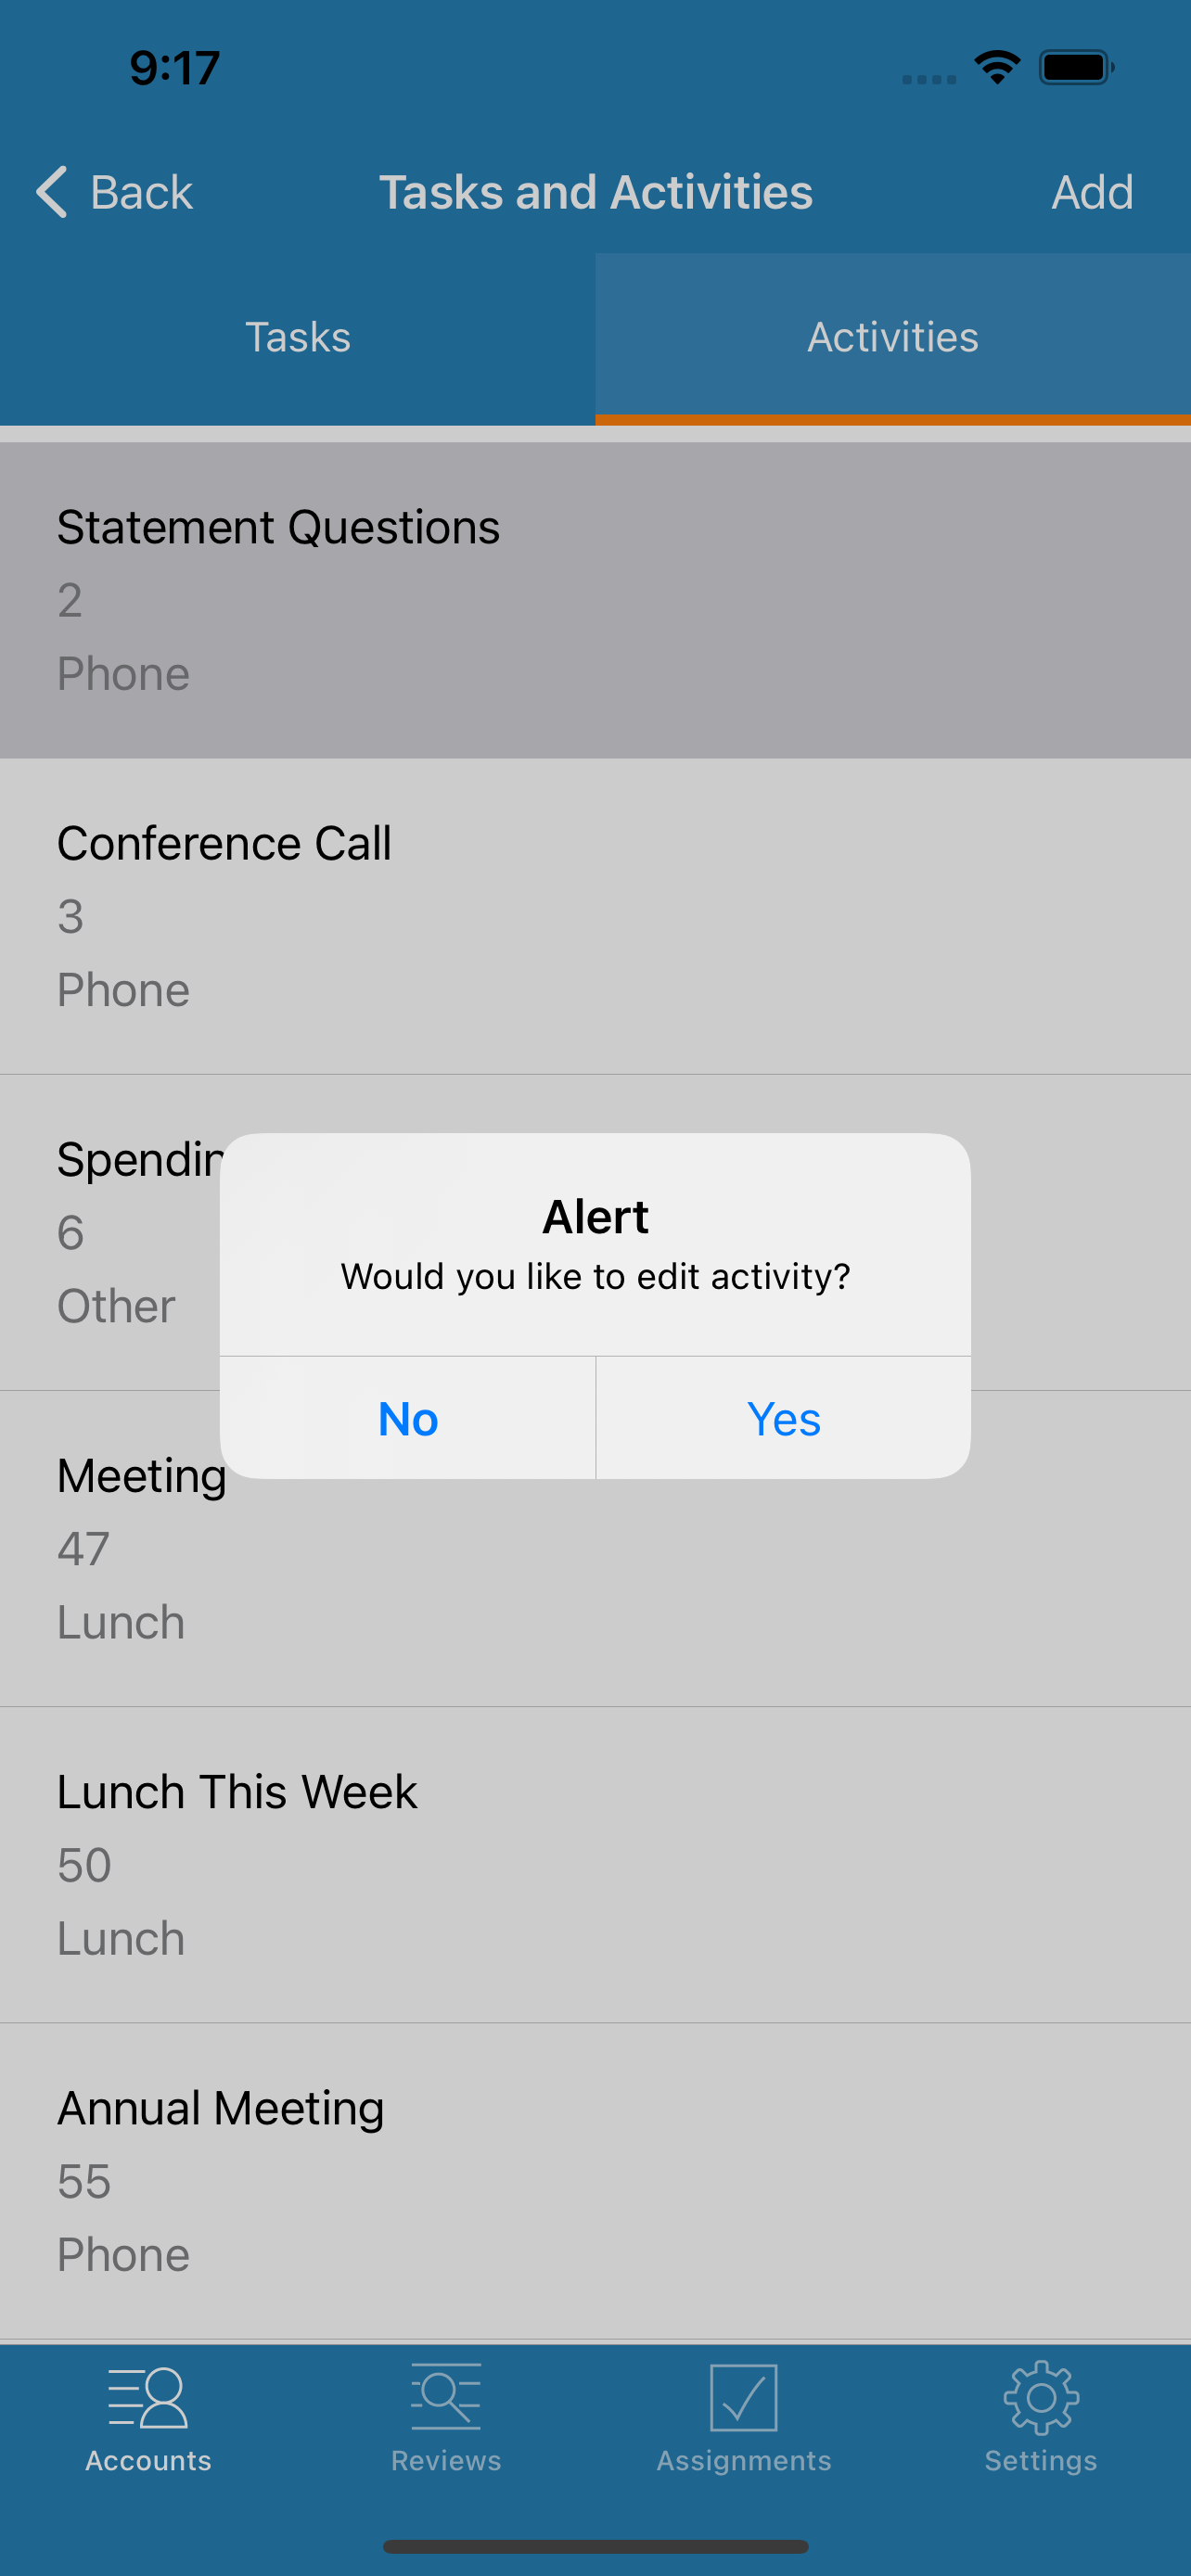 9:17
Back
Tasks and Activities
Add
Tasks
Activities
Statement Questions
2
Phone
Conference Call
3
Phone
6
Other
Alert
Would you like to edit activity?
No
Yes
Meeting
47
Lunch
Lunch This Week
50
Lunch
Annual Meeting
55
Phone
Accounts
Reviews
Assignments
Settings